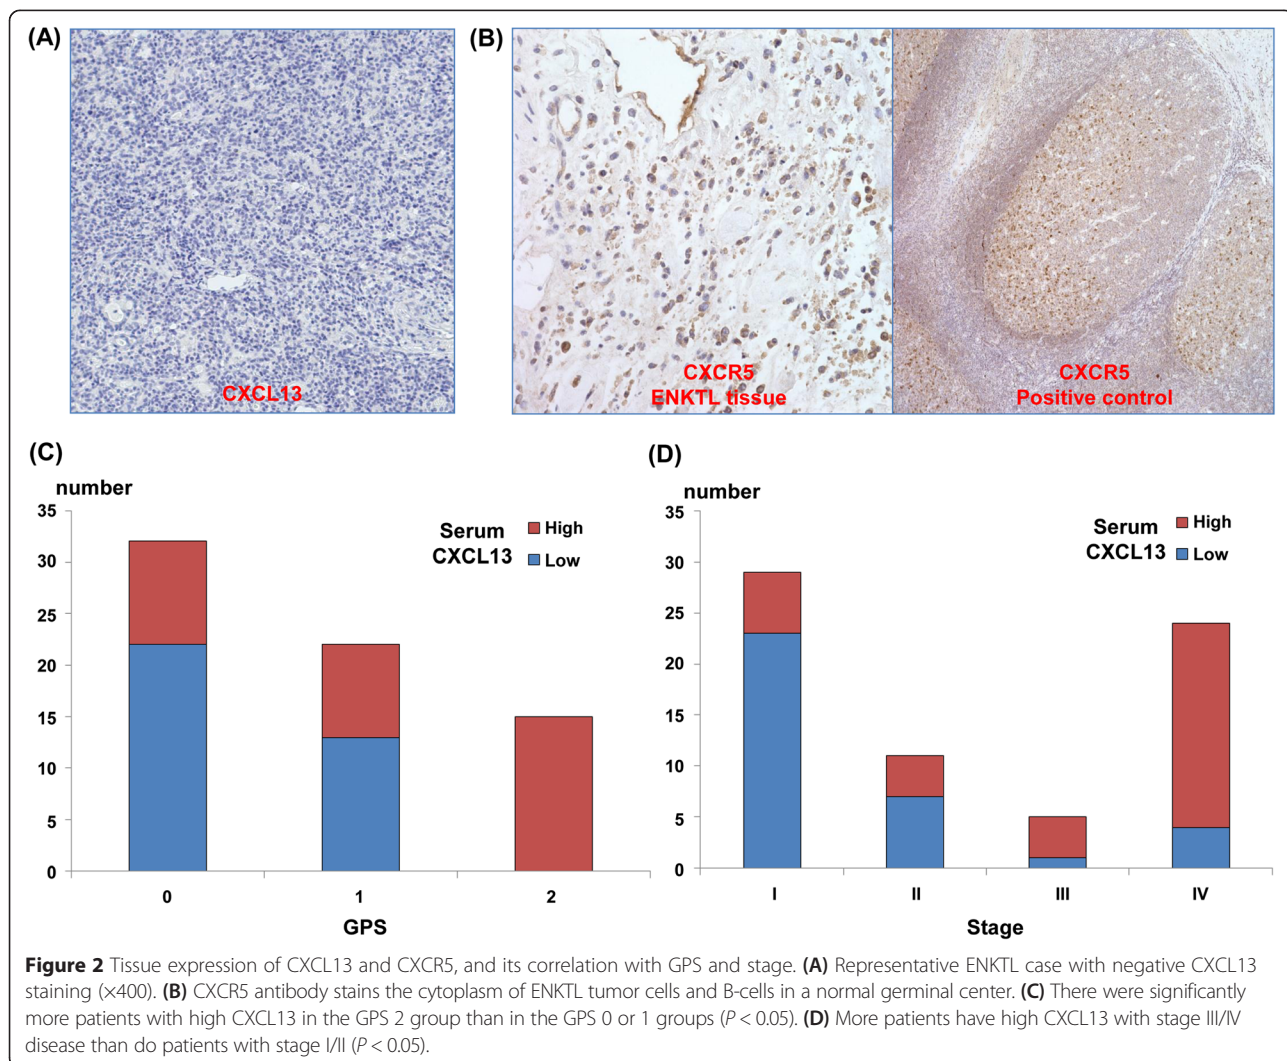 (A)
CXCL13
(B)
CXCR5
ENKTL tissue
CXCR5
Positive control
(C)
number
35
30
25
20
15
10
5
0
Serum
CXCL13
High
Low
0
1
2
GPS
(D)
number
35
30
25
20
15
10
5
0
Serum
CXCL13
High
Low
I
II
III
IV
Stage
Figure 2 Tissue expression of CXCL13 and CXCR5, and its correlation with GPS and stage. (A) Representative ENKTL case with negative CXCL13
staining (×400). (B) CXCR5 antibody stains the cytoplasm of ENKTL tumor cells and B-cells in a normal germinal center. (C) There were significantly
more patients with high CXCL13 in the GPS 2 group than in the GPS 0 or 1 groups (P < 0.05). (D) More patients have high CXCL13 with stage III/IV
disease than do patients with stage I/II (P < 0.05).